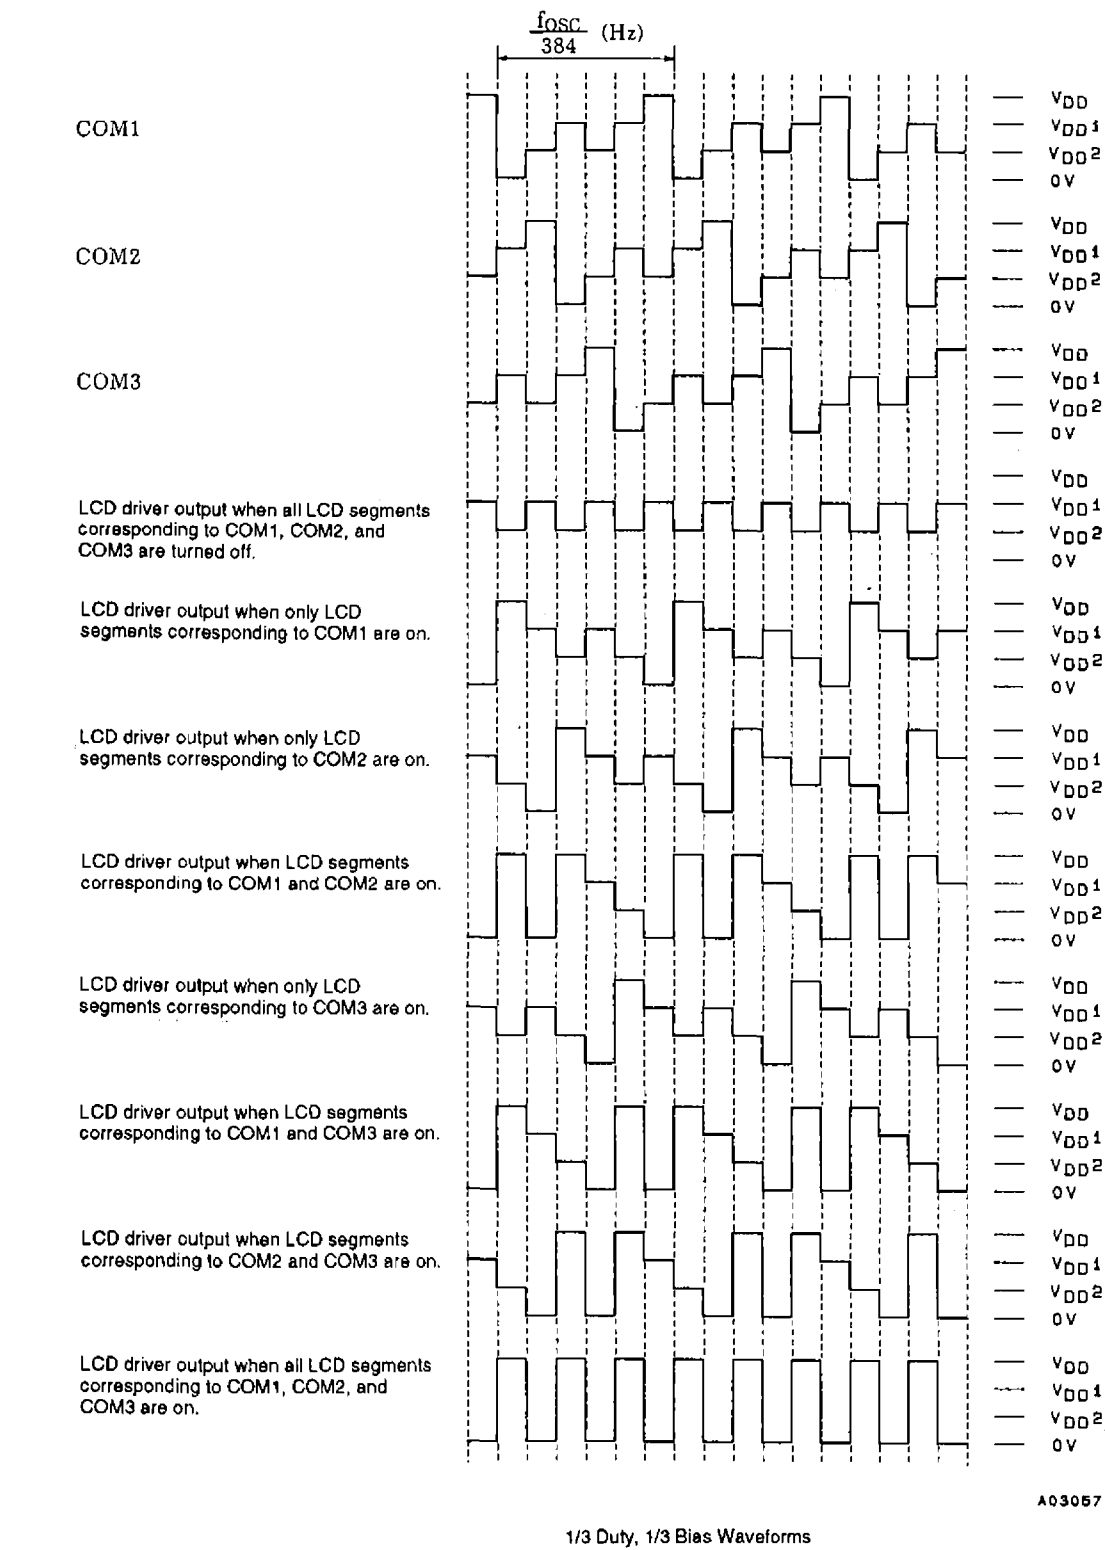 fOSC
384 (Hz)
COM1
VDD
VDD1
VDD2
0V
COM2
VDD
VDD1
VDD2
0V
COM3
VDD
VDD1
VDD2
0V
LCD driver output when all LCD segments
corresponding to COM1, COM2, and
COM3 are turned off.
VDD
VDD1
VDD2
0V
LCD driver output when only LCD
segments corresponding to COM1 are on.
VDD
VDD1
VDD2
0V
LCD driver output when only LCD
segments corresponding to COM2 are on.
VDD
VDD1
VDD2
0V
LCD driver output when LCD segments
corresponding to COM1 and COM2 are on.
VDD
VDD1
VDD2
0V
LCD driver output when only LCD
segments corresponding to COM3 are on.
VDD
VDD1
VDD2
0V
LCD driver output when LCD segments
corresponding to COM1 and COM3 are on.
VDD
VDD1
VDD2
0V
LCD driver output when LCD segments
corresponding to COM2 and COM3 are on.
VDD
VDD1
VDD2
0V
LCD driver output when all LCD segments
corresponding to COM1, COM2, and
COM3 are on.
VDD
VDD1
VDD2
0V
A03057
1/3 Duty, 1/3 Bias Waveforms